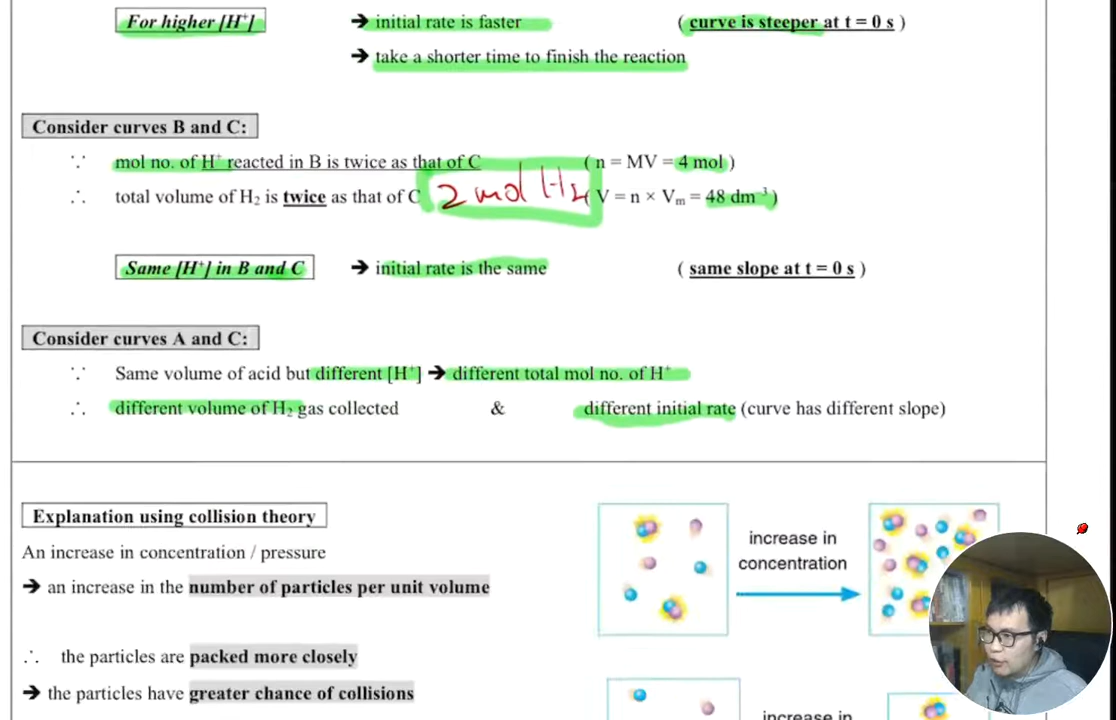 For higher [H⁺] ➔ initial rate is faster ( curve is steeper at t = 0 s )
➔ take a shorter time to finish the reaction
Consider curves B and C:
∵ mol no. of H⁺ reacted in B is twice as that of C ( n = MV = 4 mol )
∴ total volume of H₂ is twice as that of C 2 mol H₂ ( V = n × Vₘ = 48 dm⁻³ )
Same [H⁺] in B and C ➔ initial rate is the same ( same slope at t = 0 s )
Consider curves A and C:
∵ Same volume of acid but different [H⁺] ➔ different total mol no. of H⁺
∴ different volume of H₂ gas collected & different initial rate (curve has different slope)
Explanation using collision theory
An increase in concentration / pressure
➔ an increase in the number of particles per unit volume
∴ the particles are packed more closely
➔ the particles have greater chance of collisions
increase in
concentration
increase in